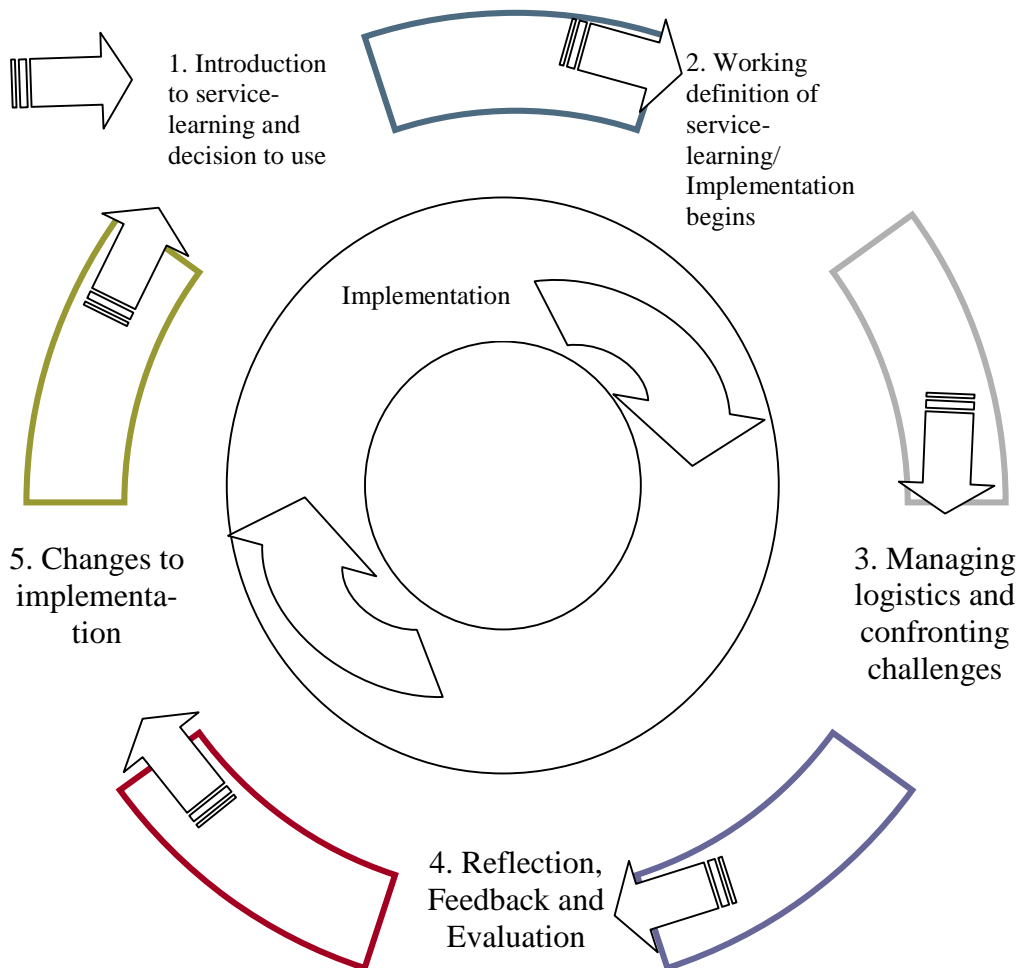 1. Introduction
to service-
learning and
decision to use
2. Working
definition of
service-
learning/
Implementation
begins
Implementation
3. Managing
logistics and
confronting
challenges
4. Reflection,
Feedback and
Evaluation
5. Changes to
implementa-
tion